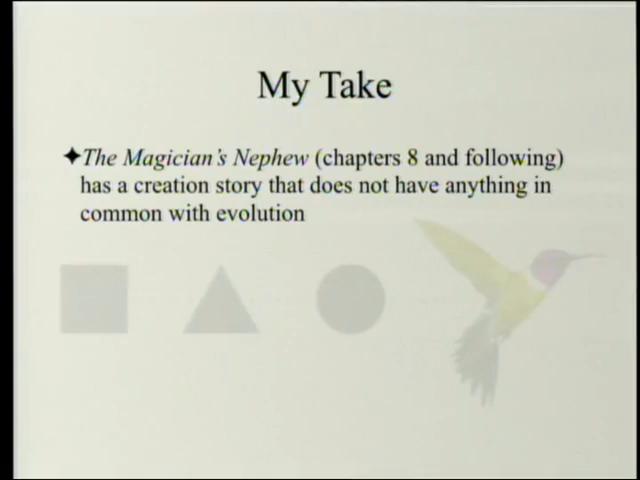 My Take
✦The Magician's Nephew (chapters 8 and following)
has a creation story that does not have anything in
common with evolution